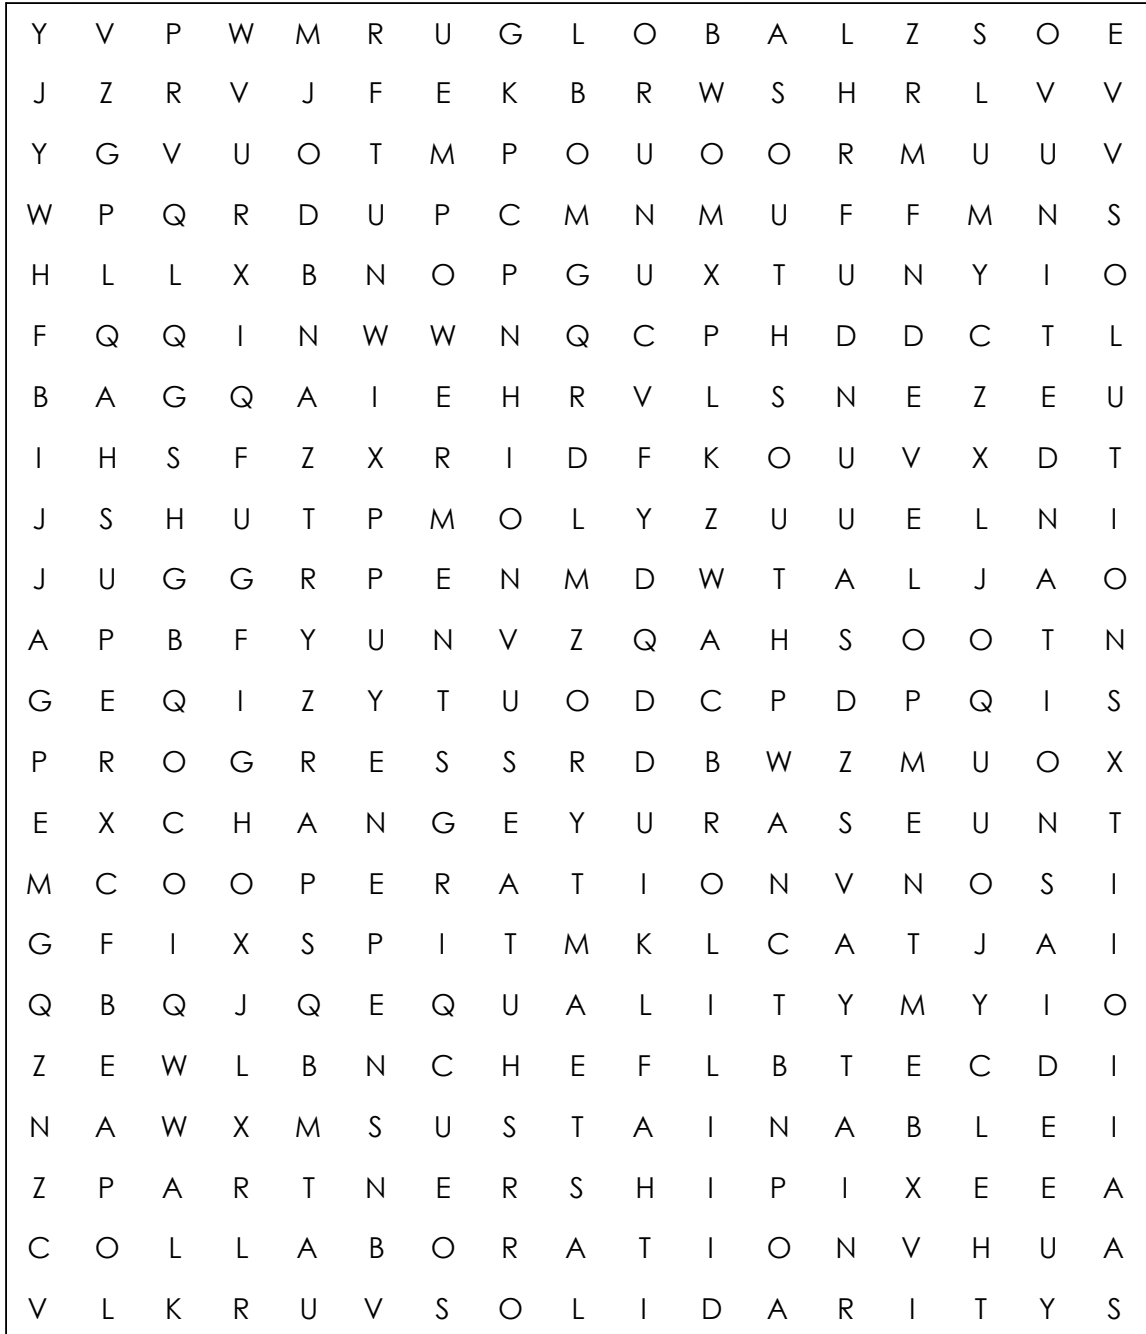 Y V P W M R U G L O B A L Z S O E
J Z R V J F E K B R W S H R L V V
Y G V U O T M P O U O O R M U U V
W P Q R D U P C M N M U F F M N S
H L L X B N O P G U X T U N Y I O
F Q Q I N W W N Q C P H D D C T L
B A G Q A I E H R V L S N E Z E U
I H S F Z X R I D F K O U V X D T
J S H U T P M O L Y Z U U E L N I
J U G G R P E N M D W T A L J A O
A P B F Y U N V Z Q A H S O O T N
G E Q I Z Y T U O D C P D P Q I S
P R O G R E S S R D B W Z M U O X
E X C H A N G E Y U R A S E U N T
M C O O P E R A T I O N V N O S I
G F I X S P I T M K L C A T J A I
Q B Q J Q E Q U A L I T Y M Y I O
Z E W L B N C H E F L B T E C D I
N A W X M S U S T A I N A B L E I
Z P A R T N E R S H I P I X E E A
C O L L A B O R A T I O N V H U A
V L K R U V S O L I D A R I T Y S